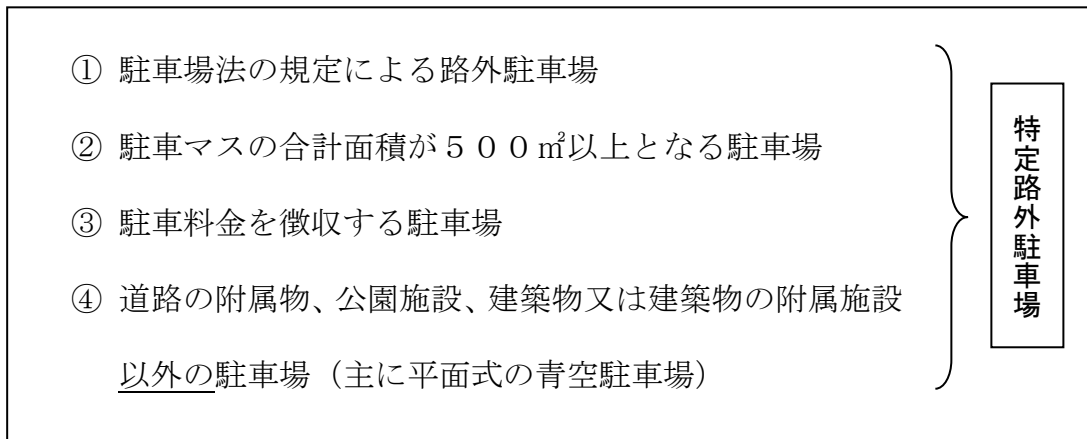 ① 駐車場法の規定による路外駐車場
② 駐車マスの合計面積が５００㎡以上となる駐車場
③ 駐車料金を徴収する駐車場
④ 道路の附属物、公園施設、建築物又は建築物の附属施設
以外の駐車場（主に平面式の青空駐車場）
特定路外駐車場